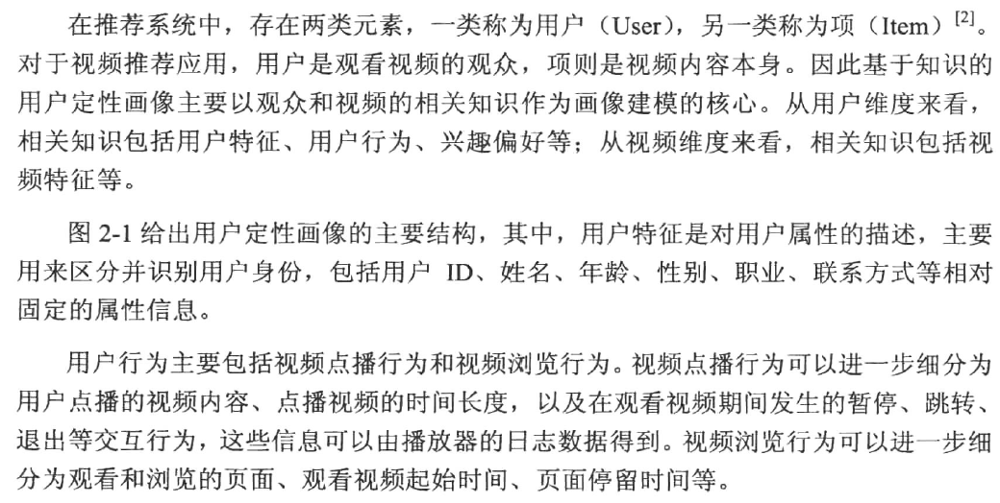 在推荐系统中，存在两类元素，一类称为用户（User），另一类称为项（Item）[2]。
对于视频推荐应用，用户是观看视频的观众，项则是视频内容本身。因此基于知识的
用户定性画像主要以观众和视频的相关知识作为画像建模的核心。从用户维度来看，
相关知识包括用户特征、用户行为、兴趣偏好等；从视频维度来看，相关知识包括视
频特征等。
图 2-1 给出用户定性画像的主要结构，其中，用户特征是对用户属性的描述，主要
用来区分并识别用户身份，包括用户 ID、姓名、年龄、性别、职业、联系方式等相对
固定的属性信息。
用户行为主要包括视频点播行为和视频浏览行为。视频点播行为可以进一步细分为
用户点播的视频内容、点播视频的时间长度，以及在观看视频期间发生的暂停、跳转、
退出等交互行为，这些信息可以由播放器的日志数据得到。视频浏览行为可以进一步细
分为观看和浏览的页面、观看视频起始时间、页面停留时间等。